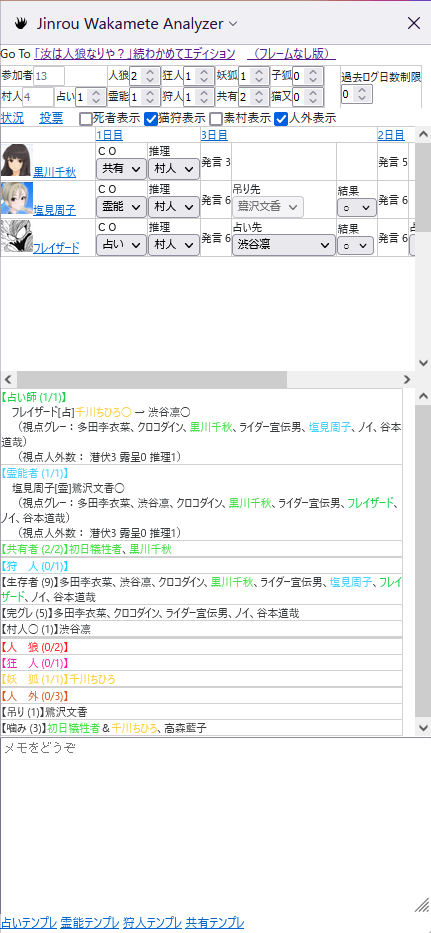 Jinrou Wakamete Analyzer
Go To 「汝は人狼なりや？」続わかめてエディション （フレームなし版）
参加者 13 人狼 2 狂人 1 妖狐 1 子狐 0 過去ログ日数制限
村人 4 占い 1 霊能 1 狩人 1 共有 2 猫又 0 0
状況 投票 死者表示 猫狩表示 素村表示 人外表示
1日目 3日目 2日目
黒川千秋 ＣＯ 共有 推理 村人 発言 3 発言 5
塩見周子 ＣＯ 霊能 推理 村人 発言 6 吊り先 鷺沢文香 結果 ○ 発言 6
フレイザード ＣＯ 占い 推理 村人 発言 6 占い先 渋谷凛 結果 ○ 発言 6
【占い師 (1/1)】
フレイザード[占]千川ちひろ〇 → 渋谷凛〇
（視点グレー：多田李衣菜、クロコダイン、黒川千秋、ライダー宣伝男、塩見周子、ノイ、谷本
道哉）
（視点人外数： 潜伏3 露呈0 推理1）
【霊能者 (1/1)】
塩見周子[霊]鷺沢文香〇
（視点グレー：多田李衣菜、渋谷凛、クロコダイン、黒川千秋、ライダー宣伝男、フレイザード、
ノイ、谷本道哉）
（視点人外数： 潜伏3 露呈0 推理1）
【共有者 (2/2)】初日犠牲者、黒川千秋
【狩　人 (0/1)】
【生存者 (9)】多田李衣菜、渋谷凛、クロコダイン、黒川千秋、ライダー宣伝男、塩見周子、フレイ
ザード、ノイ、谷本道哉
【完グレ (5)】多田李衣菜、クロコダイン、ライダー宣伝男、ノイ、谷本道哉
【村人〇 (1)】渋谷凛
【人　狼 (0/2)】
【狂　人 (0/1)】
【妖　狐 (1/1)】千川ちひろ
【人　外 (0/3)】
【吊り (1)】鷺沢文香
【噛み (3)】初日犠牲者＆千川ちひろ、高森藍子
メモをどうぞ
占いテンプレ 霊能テンプレ 狩人テンプレ 共有テンプレ